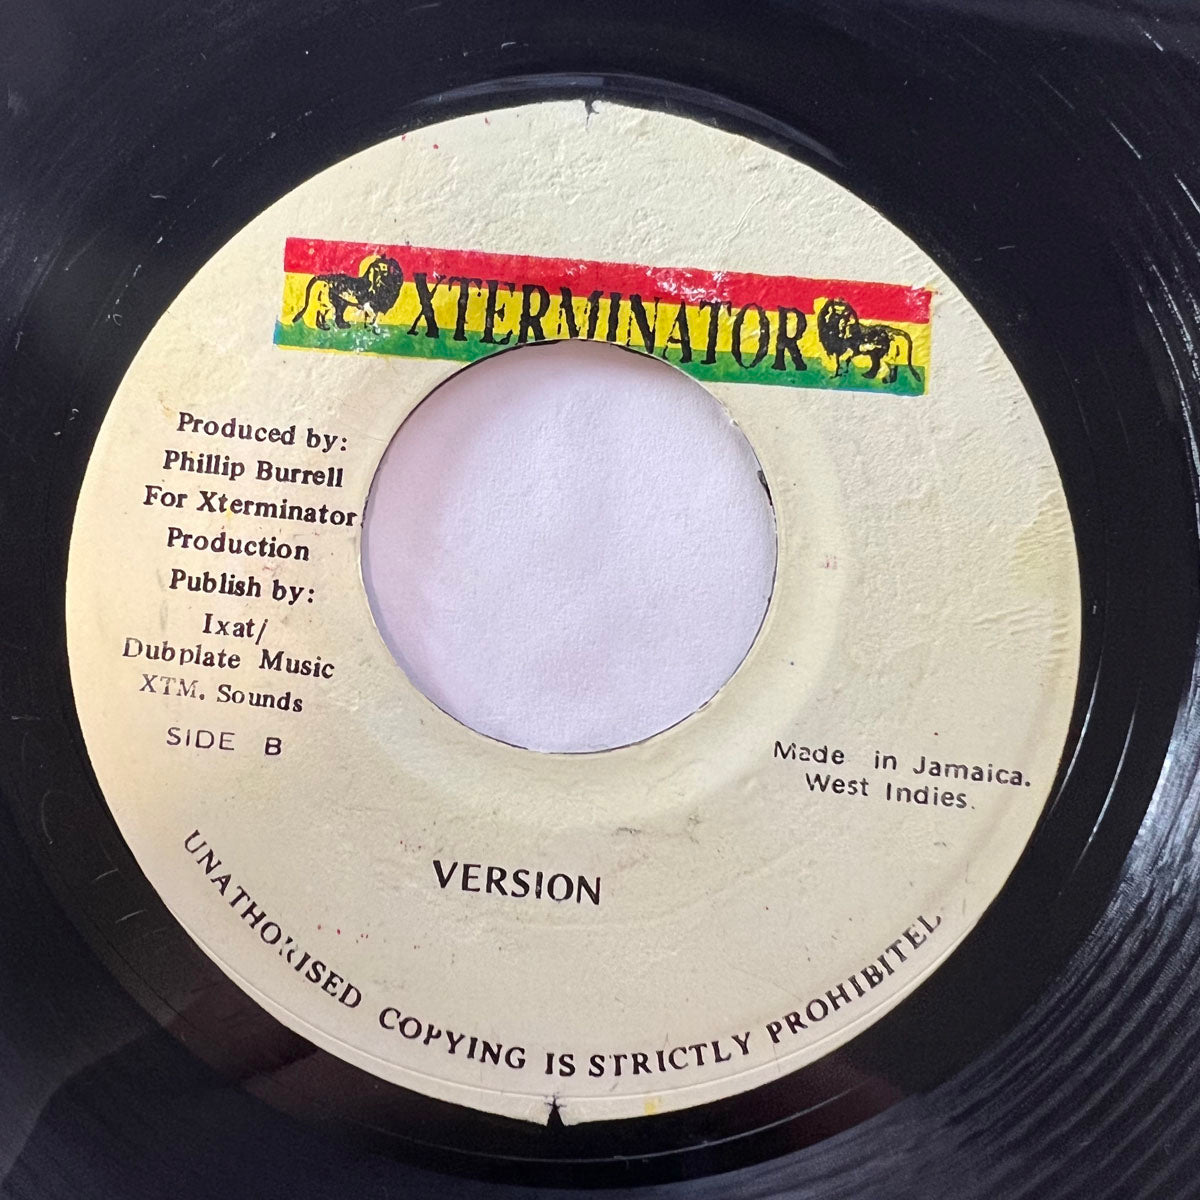 XTERMINATOR
Produced by:
Phillip Burrell
For Xterminator
Production
Publish by:
Ixat/
Dubplate Music
XTM. Sounds
SIDE B
Made in Jamaica.
West Indies.
VERSION
UNATHORISED COPYING IS STRICTLY PROHIBITED